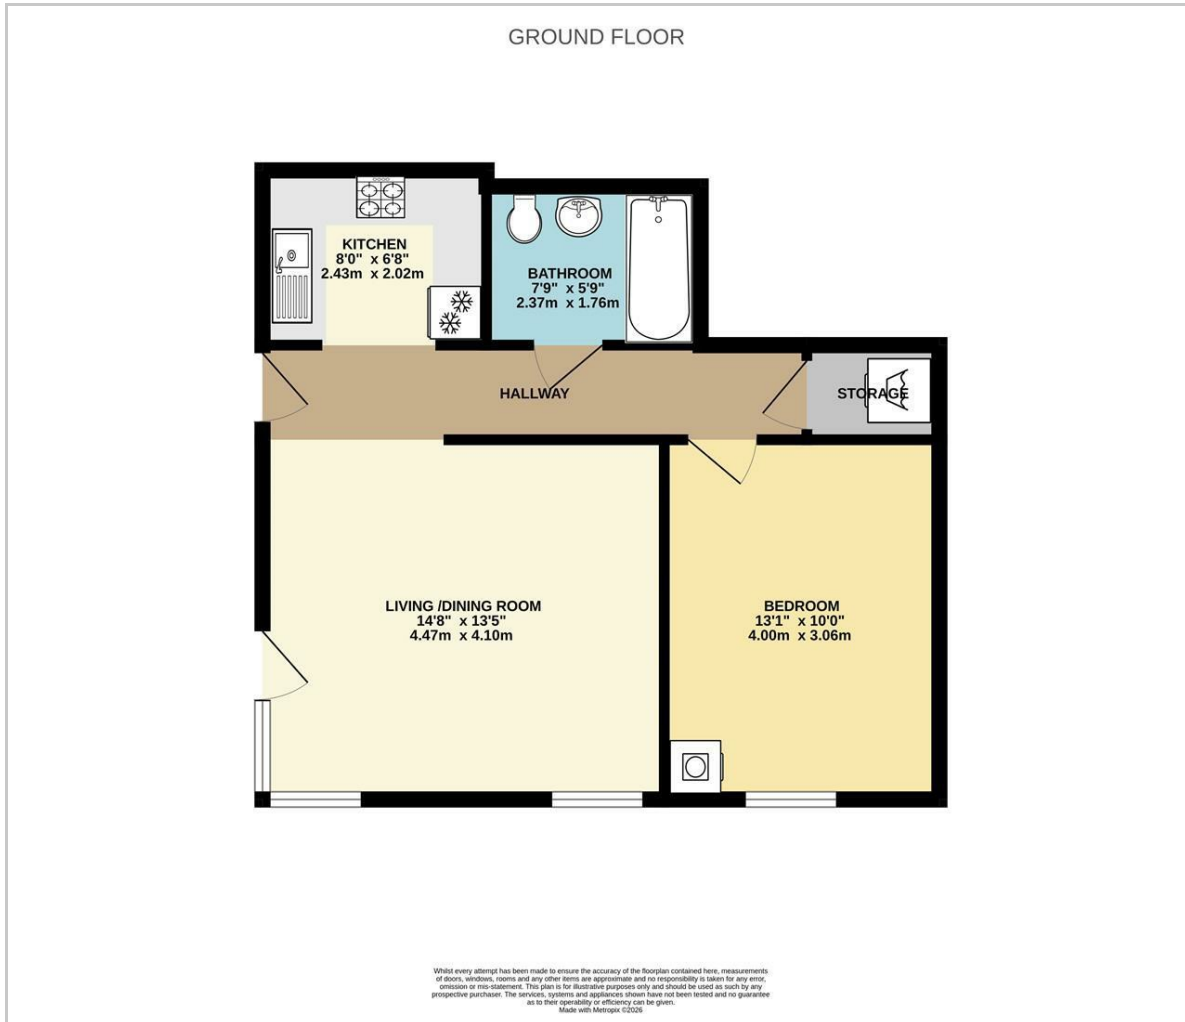 GROUND FLOOR
KITCHEN
8'0" x 6'8"
2.43m x 2.02m
BATHROOM
7'9" x 5'9"
2.37m x 1.76m
HALLWAY
STORAGE
LIVING /DINING ROOM
14'8" x 13'5"
4.47m x 4.10m
BEDROOM
13'1" x 10'0"
4.00m x 3.06m
Whilst every attempt has been made to ensure the accuracy of the floorplan contained here, measurements
of doors, windows, rooms and any other items are approximate and no responsibility is taken for any error,
omission or mis-statement. This plan is for illustrative purposes only and should be used as such by any
prospective purchaser. The services, systems and appliances shown have not been tested and no guarantee
as to their operability or efficiency can be given.
Made with Metropix ©2026